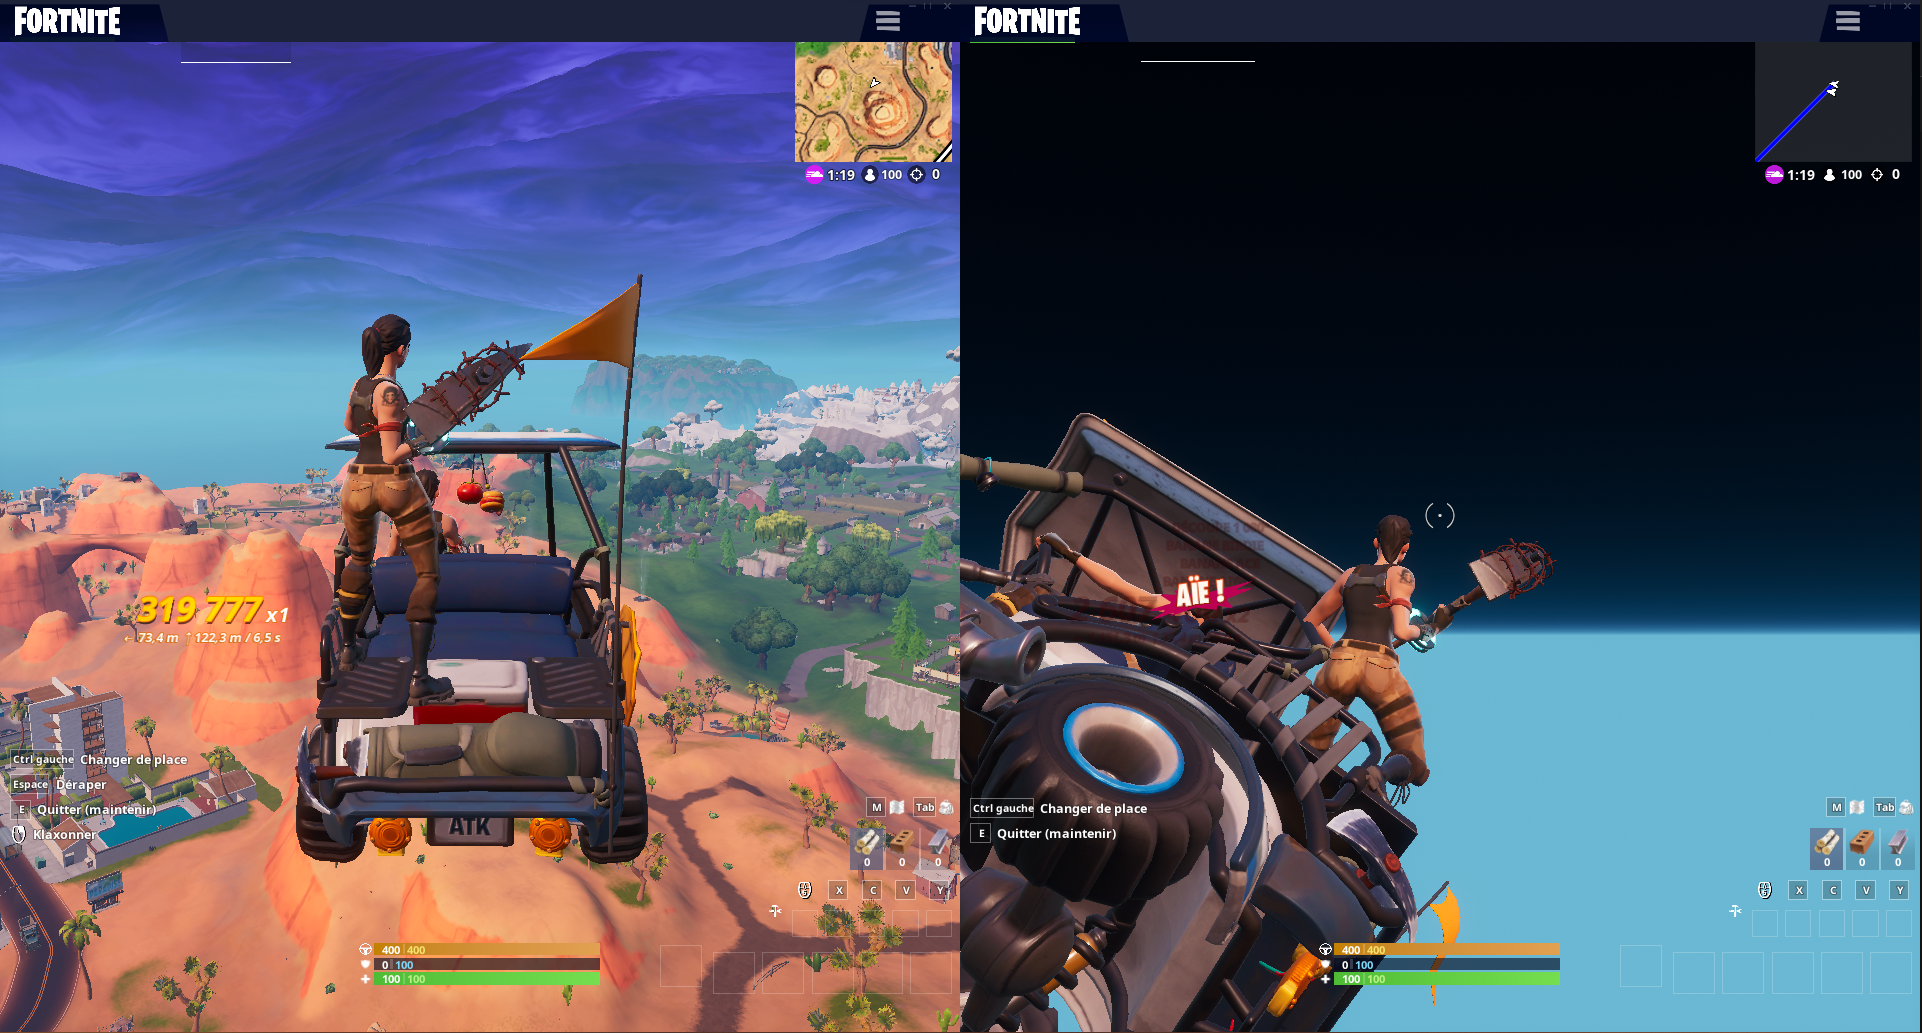 FORTNITE
1:19 100 0
319 777 x1
← 73,4 m ↑ 122,3 m / 6,5 s
Ctrl gauche Changer de place
Espace Déraper
E Quitter (maintenir)
Klaxonner
ATK
M Tab
0 0 0
X C V Y
400 | 400
0 | 100
100 | 100
FORTNITE
1:19 100 0
AÏE !
Ctrl gauche Changer de place
E Quitter (maintenir)
M Tab
0 0 0
X C V Y
400 | 400
0 | 100
100 | 100